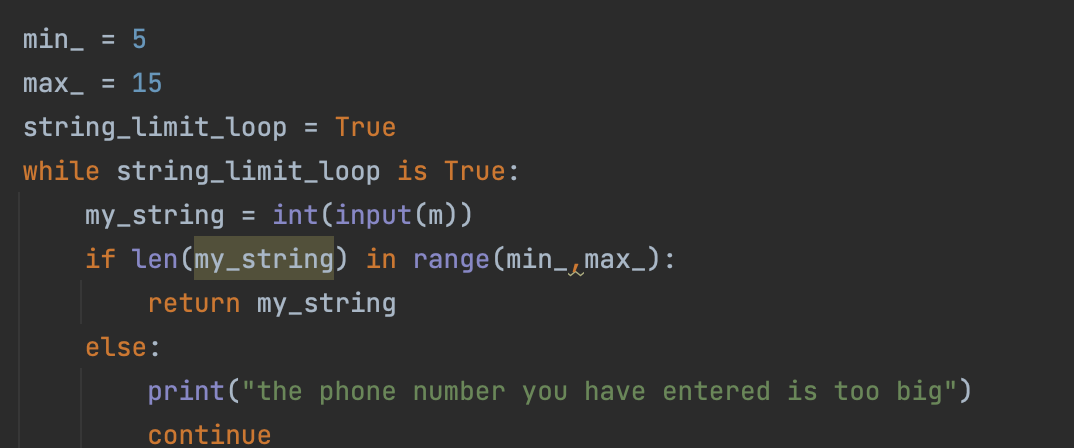 min_ = 5
max_ = 15
string_limit_loop = True
while string_limit_loop is True:
    my_string = int(input(m))
    if len(my_string) in range(min_,max_):
        return my_string
    else:
        print("the phone number you have entered is too big")
        continue